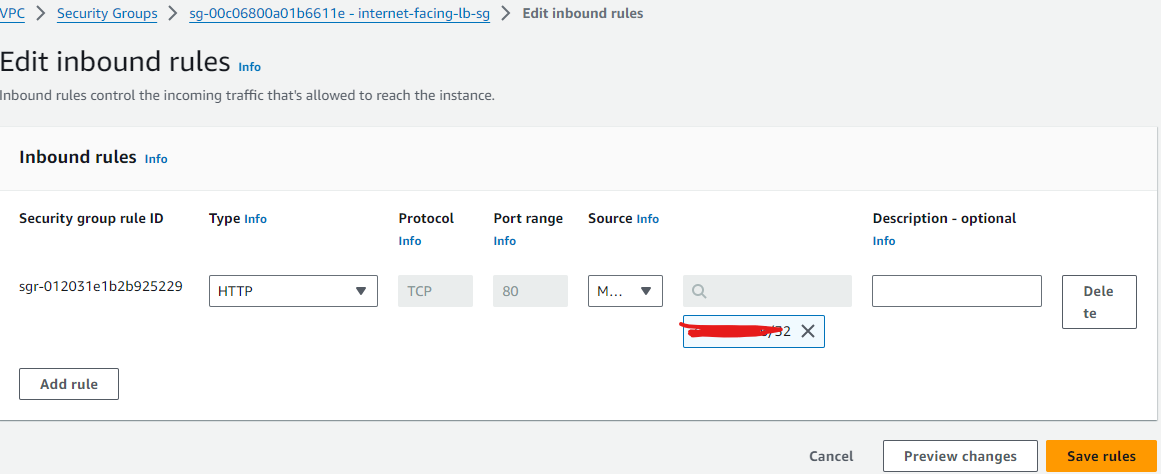 VPC > Security Groups > sg-00c06800a01b6611e - internet-facing-lb-sg > Edit inbound rules
Edit inbound rules Info
Inbound rules control the incoming traffic that's allowed to reach the instance.
Inbound rules Info
Security group rule ID Type Info Protocol Info Port range Info Source Info Description - optional Info
sgr-012031e1b2b925229 HTTP TCP 80 M... Dele
te
/32
Add rule
Cancel Preview changes Save rules